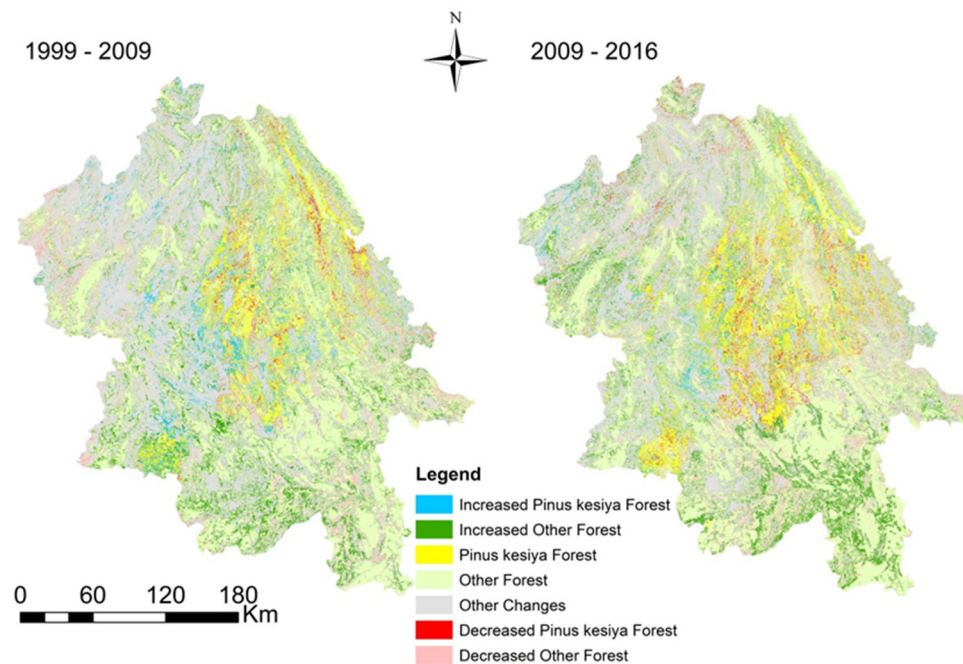 N
1999 - 2009
2009 - 2016
Legend
Increased Pinus kesiya Forest
Increased Other Forest
Pinus kesiya Forest
Other Forest
Other Changes
Decreased Pinus kesiya Forest
Decreased Other Forest
0 60 120 180
Km